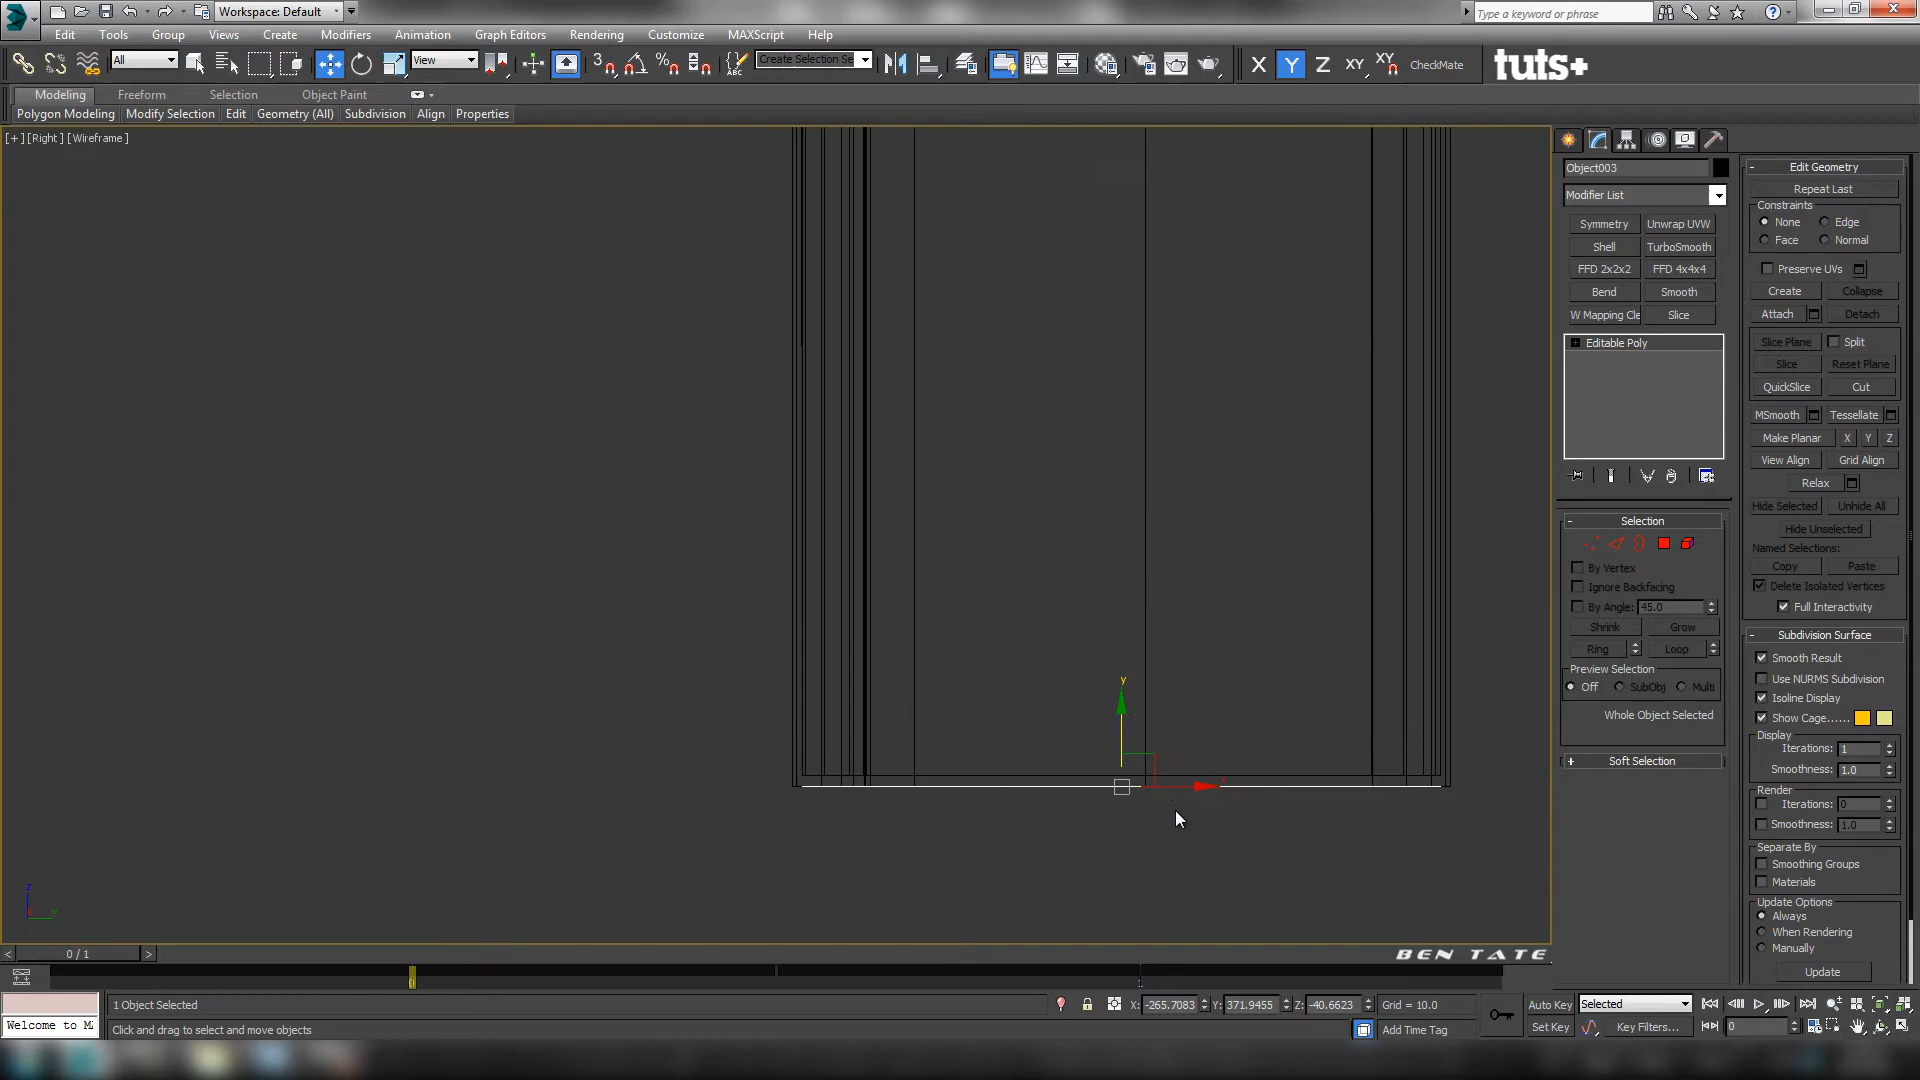 Workspace: Default
Type a keyword or phrase
Edit Tools Group Views Create Modifiers Animation Graph Editors Rendering Customize MAXScript Help
All View 3 Create Selection Se X Y Z XY XY CheckMate tuts+
Modeling Freeform Selection Object Paint
Polygon Modeling Modify Selection Edit Geometry (All) Subdivision Align Properties
[+] [Right] [Wireframe]
Object003
Modifier List
Symmetry Unwrap UVW
Shell TurboSmooth
FFD 2x2x2 FFD 4x4x4
Bend Smooth
W Mapping Cle Slice
Editable Poly
Selection
By Vertex
Ignore Backfacing
By Angle: 45.0
Shrink Grow
Ring Loop
Preview Selection
Off SubObj Multi
Whole Object Selected
Soft Selection
Edit Geometry
Repeat Last
Constraints
None Edge
Face Normal
Preserve UVs
Create Collapse
Attach Detach
Slice Plane Split
Slice Reset Plane
QuickSlice Cut
MSmooth Tessellate
Make Planar X Y Z
View Align Grid Align
Relax
Hide Selected Unhide All
Hide Unselected
Named Selections:
Copy Paste
Delete Isolated Vertices
Full Interactivity
Subdivision Surface
Smooth Result
Use NURMS Subdivision
Isoline Display
Show Cage......
Display
Iterations: 1
Smoothness: 1.0
Render
Iterations: 0
Smoothness: 1.0
Separate By
Smoothing Groups
Materials
Update Options
Always
When Rendering
Manually
Update
y
x
z
y
< 0 / 1 >
BEN TATE
0 1
1 Object Selected X: -265.7083 Y: 371.9455 Z: -40.6623 Grid = 10.0 Auto Key Selected
Welcome to M Click and drag to select and move objects Add Time Tag Set Key Key Filters... 0